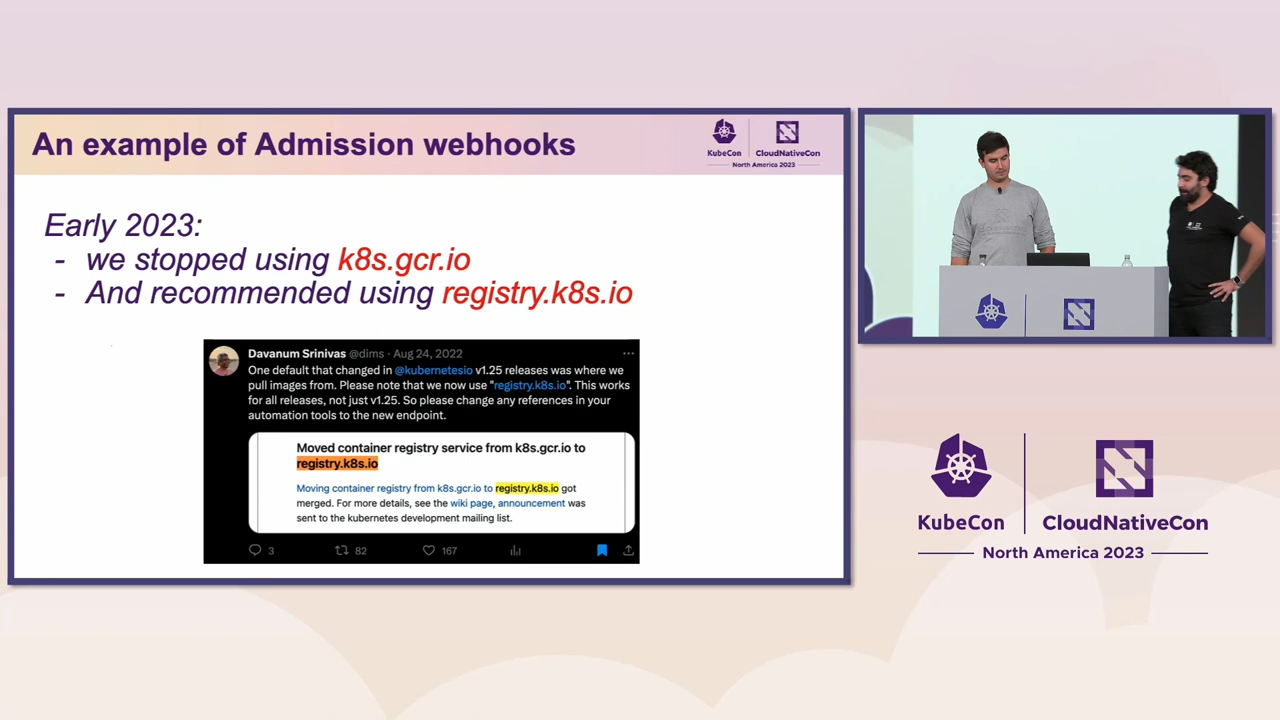 An example of Admission webhooks
KubeCon
CloudNativeCon
North America 2023
Early 2023:
- we stopped using k8s.gcr.io
- And recommended using registry.k8s.io
Davanum Srinivas @dims · Aug 24, 2022
One default that changed in @kubernetesio v1.25 releases was where we
pull images from. Please note that we now use "registry.k8s.io". This works
for all releases, not just v1.25. So please change any references in your
automation tools to the new endpoint.
Moved container registry service from k8s.gcr.io to
registry.k8s.io
Moving container registry from k8s.gcr.io to registry.k8s.io got
merged. For more details, see the wiki page, announcement was
sent to the kubernetes development mailing list.
3 82 167
KubeCon
CloudNativeCon
North America 2023